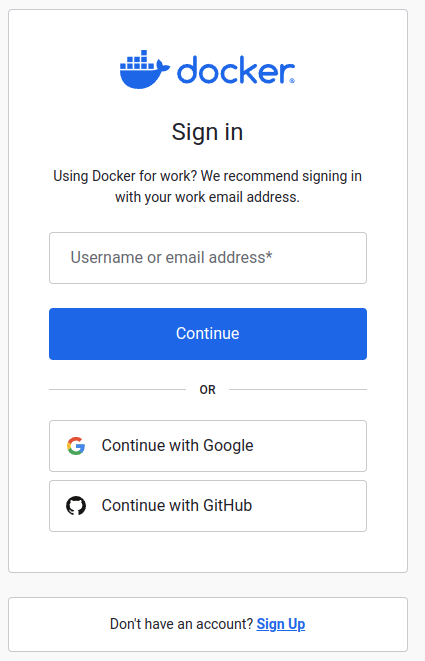 docker
Sign in
Using Docker for work? We recommend signing in
with your work email address.
Username or email address*
Continue
OR
Continue with Google
Continue with GitHub
Don't have an account? Sign Up